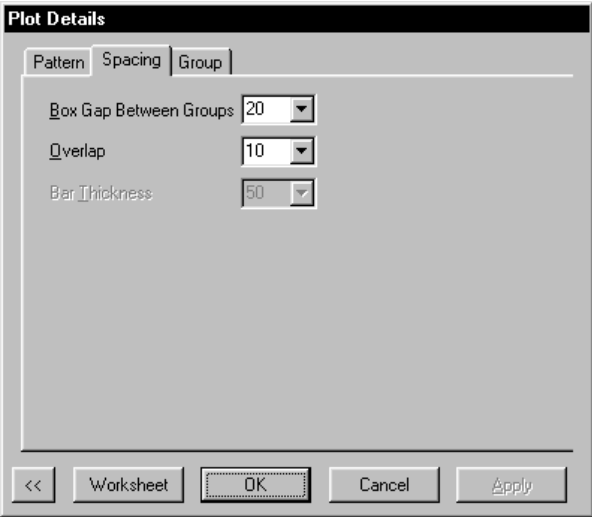 Plot Details
Pattern Spacing Group
Box Gap Between Groups 20
Overlap 10
Bar Thickness 50
<< Worksheet OK Cancel Apply